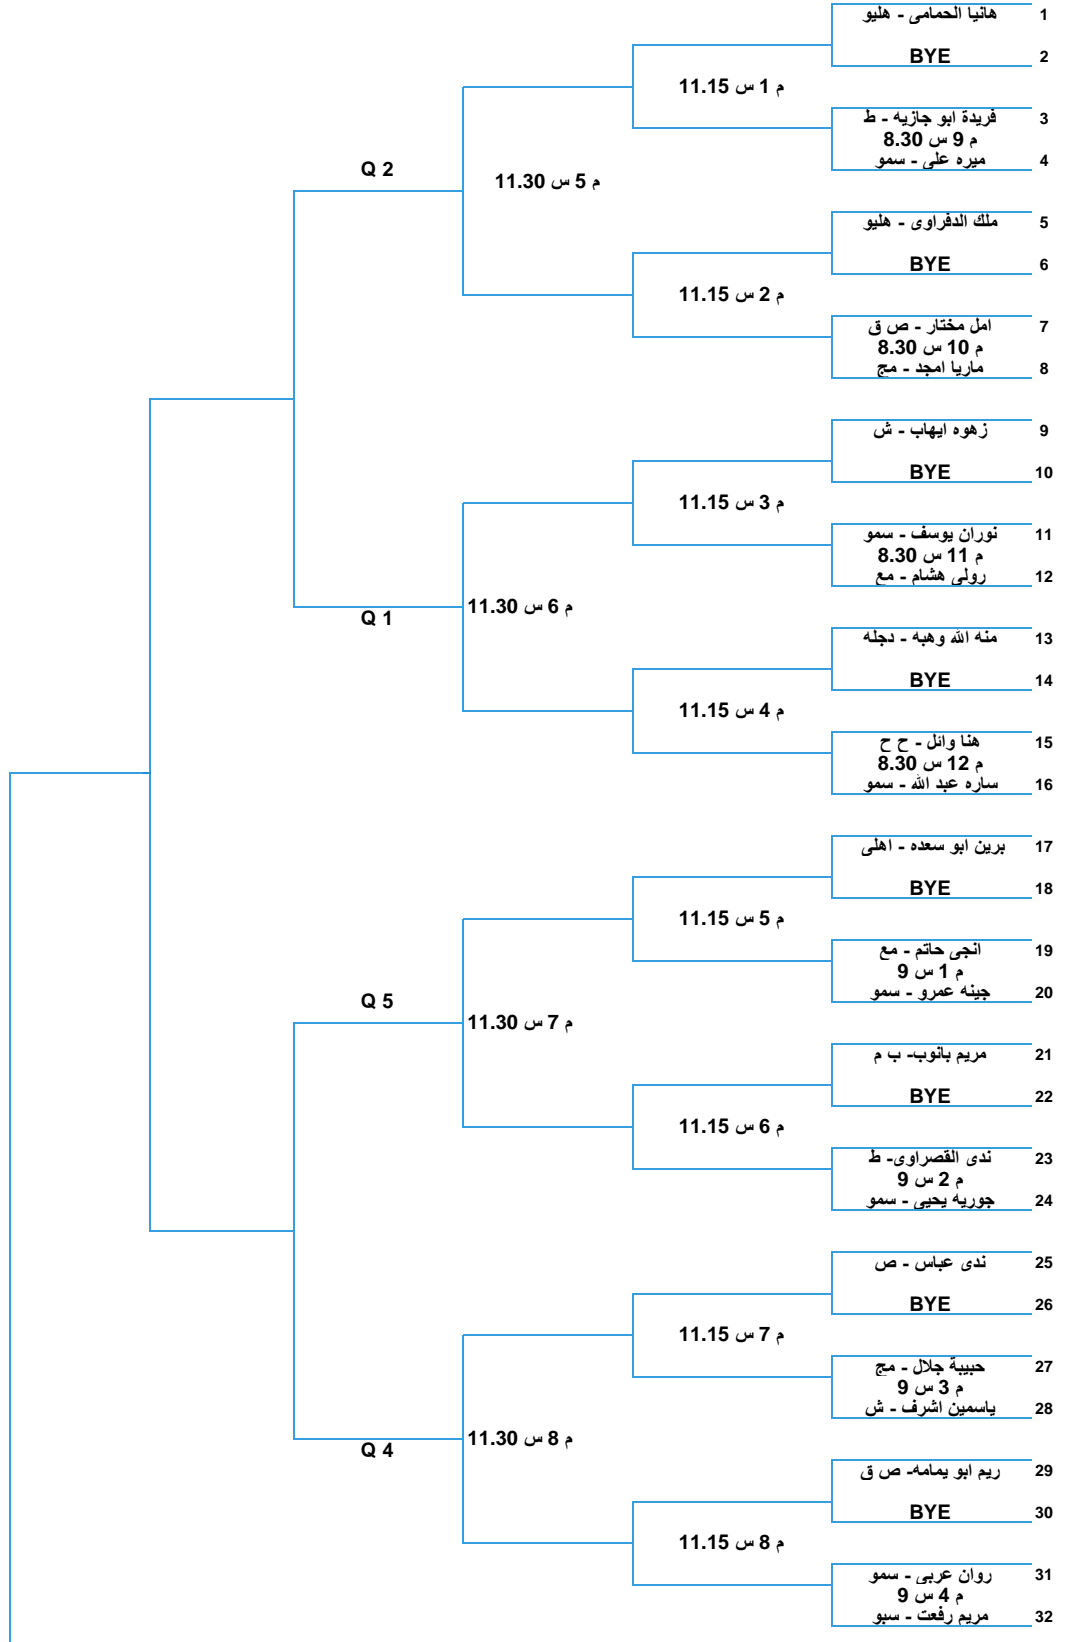 هانيا الحمامى - هليو 1
BYE 2
م 1 س 11.15
فريدة ابو جازيه - ط 3
م 9 س 8.30
ميره على - سمو 4
Q 2
م 5 س 11.30
ملك الدفراوى - هليو 5
BYE 6
م 2 س 11.15
امل مختار - ص ق 7
م 10 س 8.30
ماريا امجد - مج 8
زهوه ايهاب - ش 9
BYE 10
م 3 س 11.15
نوران يوسف - سمو 11
م 11 س 8.30
رولى هشام - مع 12
م 6 س 11.30
Q 1
منه الله وهبه - دجله 13
BYE 14
م 4 س 11.15
هنا وائل - ح ح 15
م 12 س 8.30
ساره عبد الله - سمو 16
برين ابو سعده - اهلى 17
BYE 18
م 5 س 11.15
انجى حاتم - مع 19
م 1 س 9
جينه عمرو - سمو 20
Q 5
م 7 س 11.30
مريم بانوب- ب م 21
BYE 22
م 6 س 11.15
ندى القصراوى- ط 23
م 2 س 9
جوريه يحيى - سمو 24
ندى عباس - ص 25
BYE 26
م 7 س 11.15
حبيبة جلال - مج 27
م 3 س 9
ياسمين اشرف - ش 28
م 8 س 11.30
Q 4
ريم ابو يمامه- ص ق 29
BYE 30
م 8 س 11.15
روان عربى - سمو 31
م 4 س 9
مريم رفعت - سبو 32